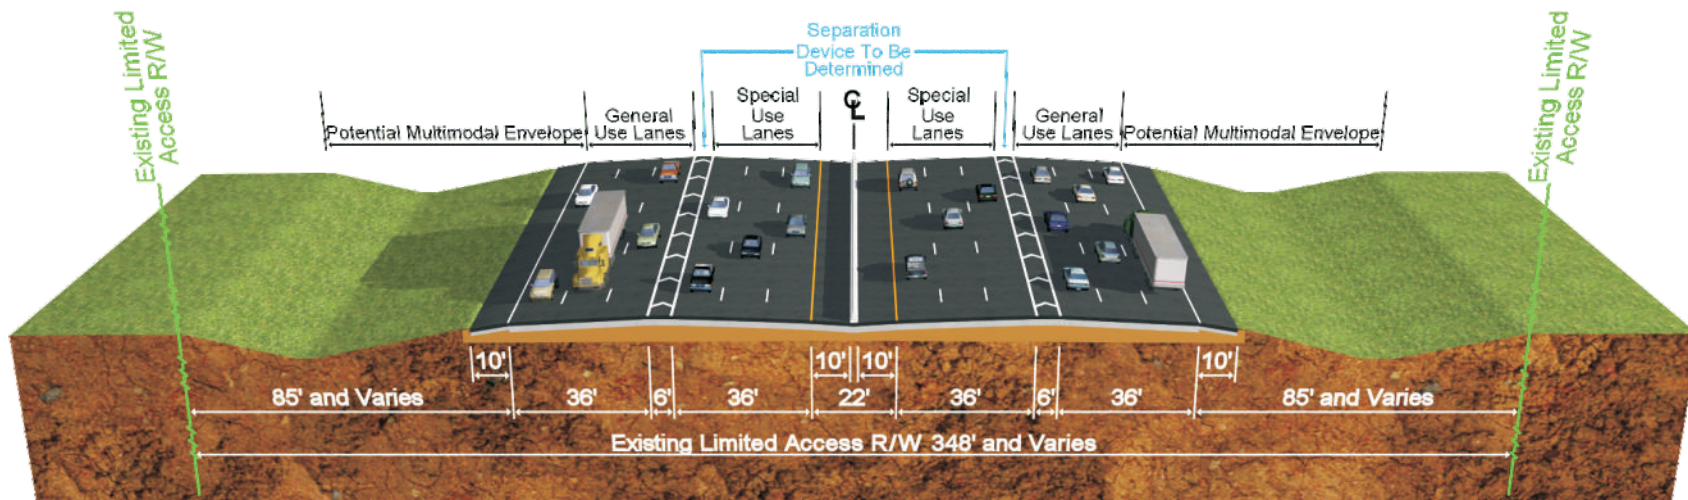 Existing Limited
Access R/W
Separation
Device To Be
Determined
Existing Limited
Access R/W
Potential Multimodal Envelope
General
Use Lanes
Special
Use
Lanes
CL
Special
Use
Lanes
General
Use Lanes
Potential Multimodal Envelope
10'
10'
10'
10'
85' and Varies
36'
6'
36'
22'
36'
6'
36'
85' and Varies
Existing Limited Access R/W 348' and Varies